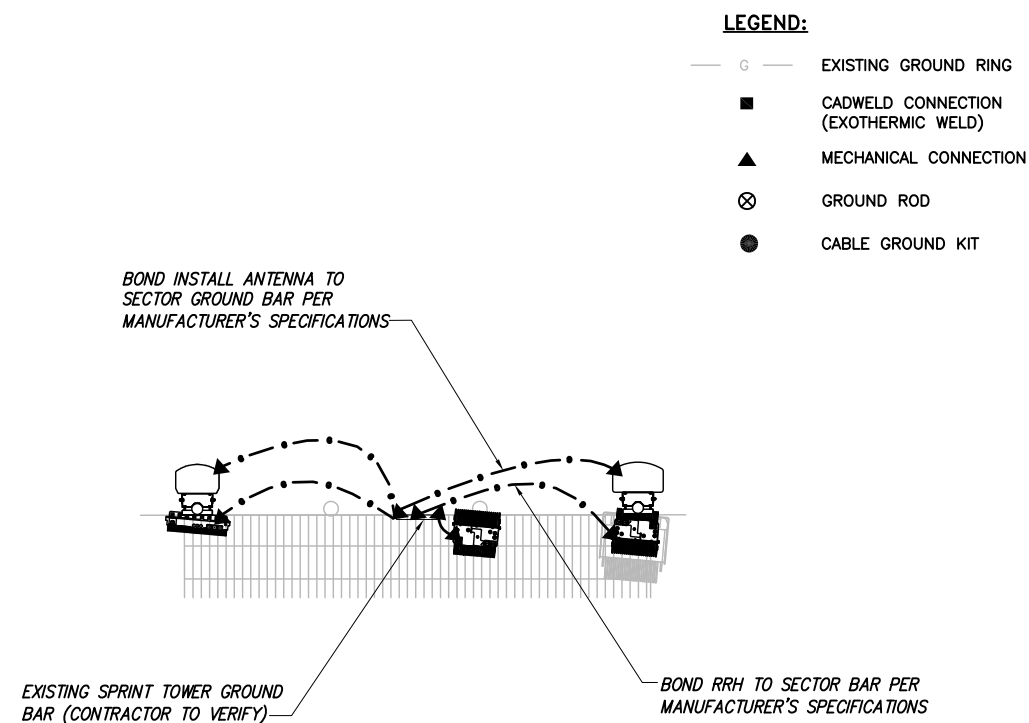 LEGEND:
G
EXISTING GROUND RING
CADWELD CONNECTION
(EXOTHERMIC WELD)
MECHANICAL CONNECTION
GROUND ROD
CABLE GROUND KIT
BOND INSTALL ANTENNA TO
SECTOR GROUND BAR PER
MANUFACTURER'S SPECIFICATIONS
EXISTING SPRINT TOWER GROUND
BAR (CONTRACTOR TO VERIFY)
BOND RRH TO SECTOR BAR PER
MANUFACTURER'S SPECIFICATIONS